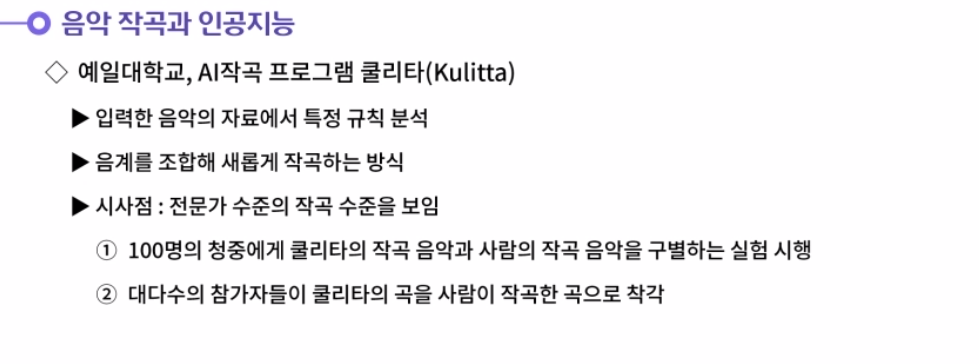 음악 작곡과 인공지능
◇ 예일대학교, AI작곡 프로그램 쿨리타(Kulitta)
▶ 입력한 음악의 자료에서 특정 규칙 분석
▶ 음계를 조합해 새롭게 작곡하는 방식
▶ 시사점 : 전문가 수준의 작곡 수준을 보임
① 100명의 청중에게 쿨리타의 작곡 음악과 사람의 작곡 음악을 구별하는 실험 시행
② 대다수의 참가자들이 쿨리타의 곡을 사람이 작곡한 곡으로 착각